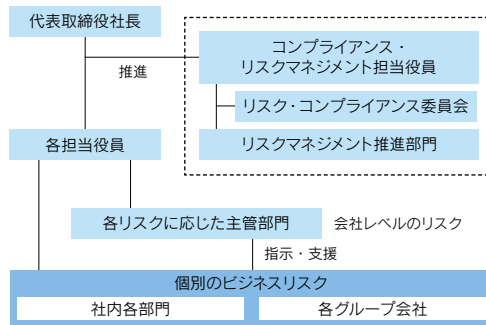 代表取締役社長
コンプライアンス・
リスクマネジメント担当役員
推進
リスク・コンプライアンス委員会
各担当役員
リスクマネジメント推進部門
各リスクに応じた主管部門
会社レベルのリスク
指示・支援
個別のビジネスリスク
社内各部門
各グループ会社